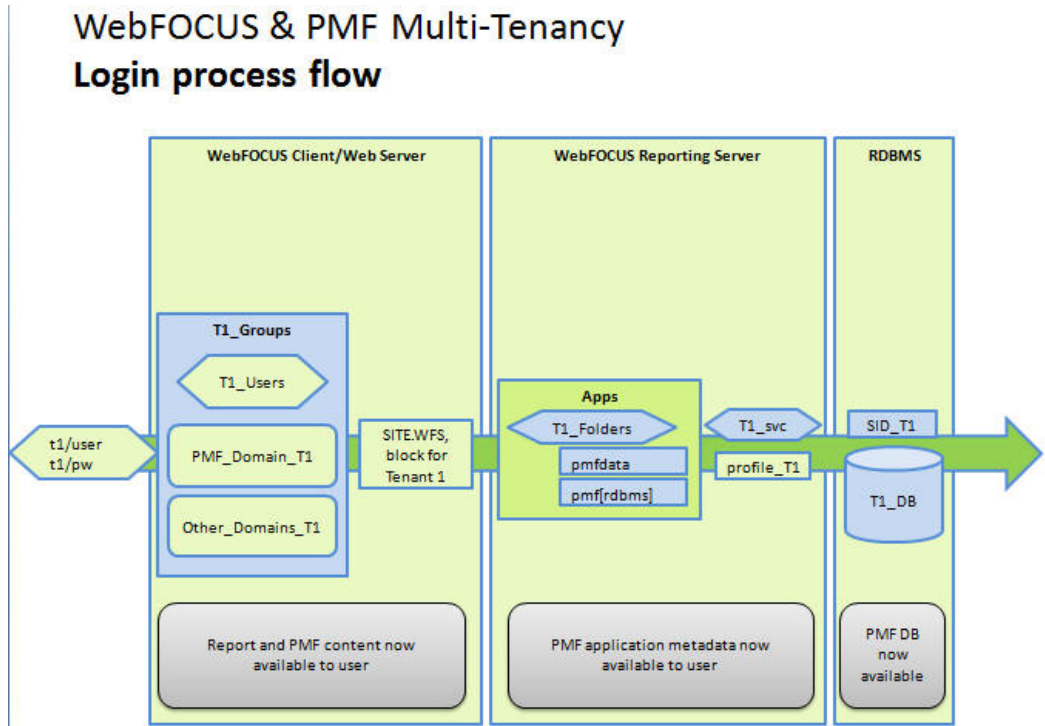 WebFOCUS & PMF Multi-Tenancy
Login process flow
WebFOCUS Client/Web Server
WebFOCUS Reporting Server
RDBMS
T1_Groups
T1_Users
PMF_Domain_T1
Other_Domains_T1
t1/user
t1/pw
SITE.WFS,
block for
Tenant 1
Apps
T1_Folders
pmfdata
pmf[rdbms]
T1_svc
profile_T1
SID_T1
T1_DB
Report and PMF content now
available to user
PMF application metadata now
available to user
PMF DB
now
available